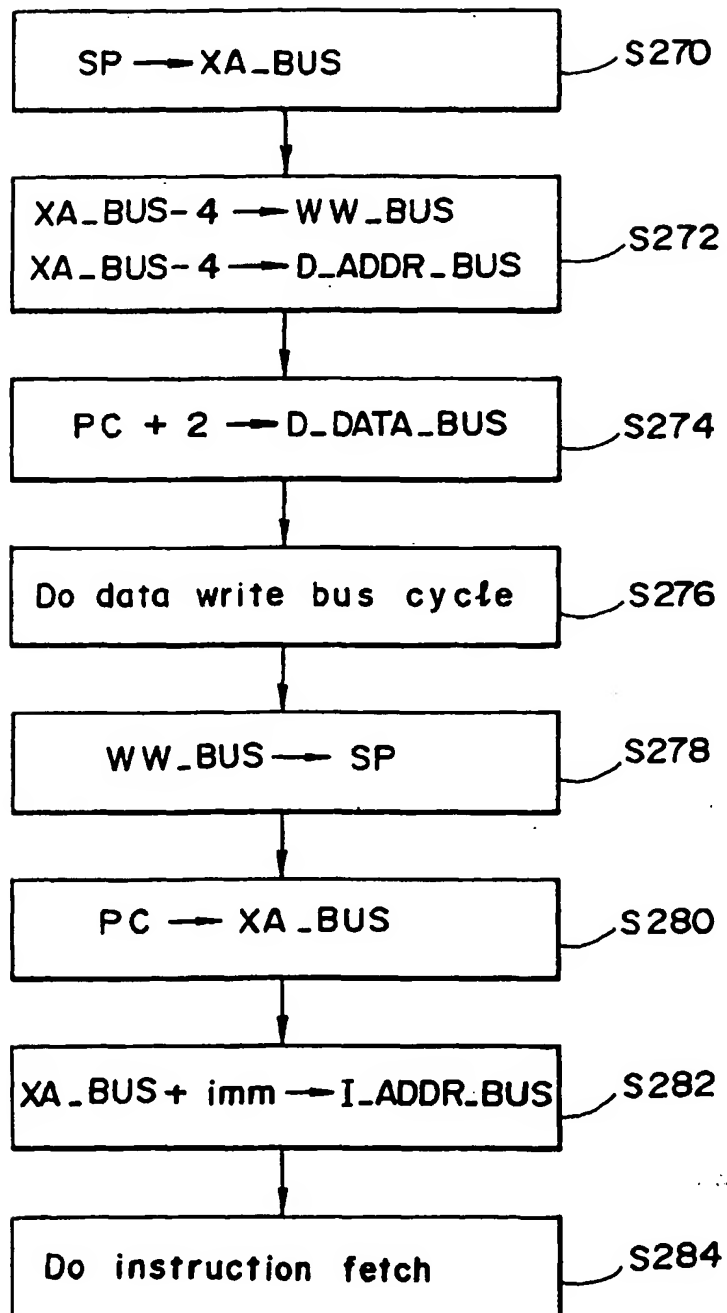 SP → XA_BUS
S270
XA_BUS-4 → WW_BUS
XA_BUS-4 → D_ADDR_BUS
S272
PC + 2 → D_DATA_BUS
S274
Do data write bus cycle
S276
WW_BUS → SP
S278
PC → XA_BUS
S280
XA_BUS + imm → I_ADDR_BUS
S282
Do instruction fetch
S284